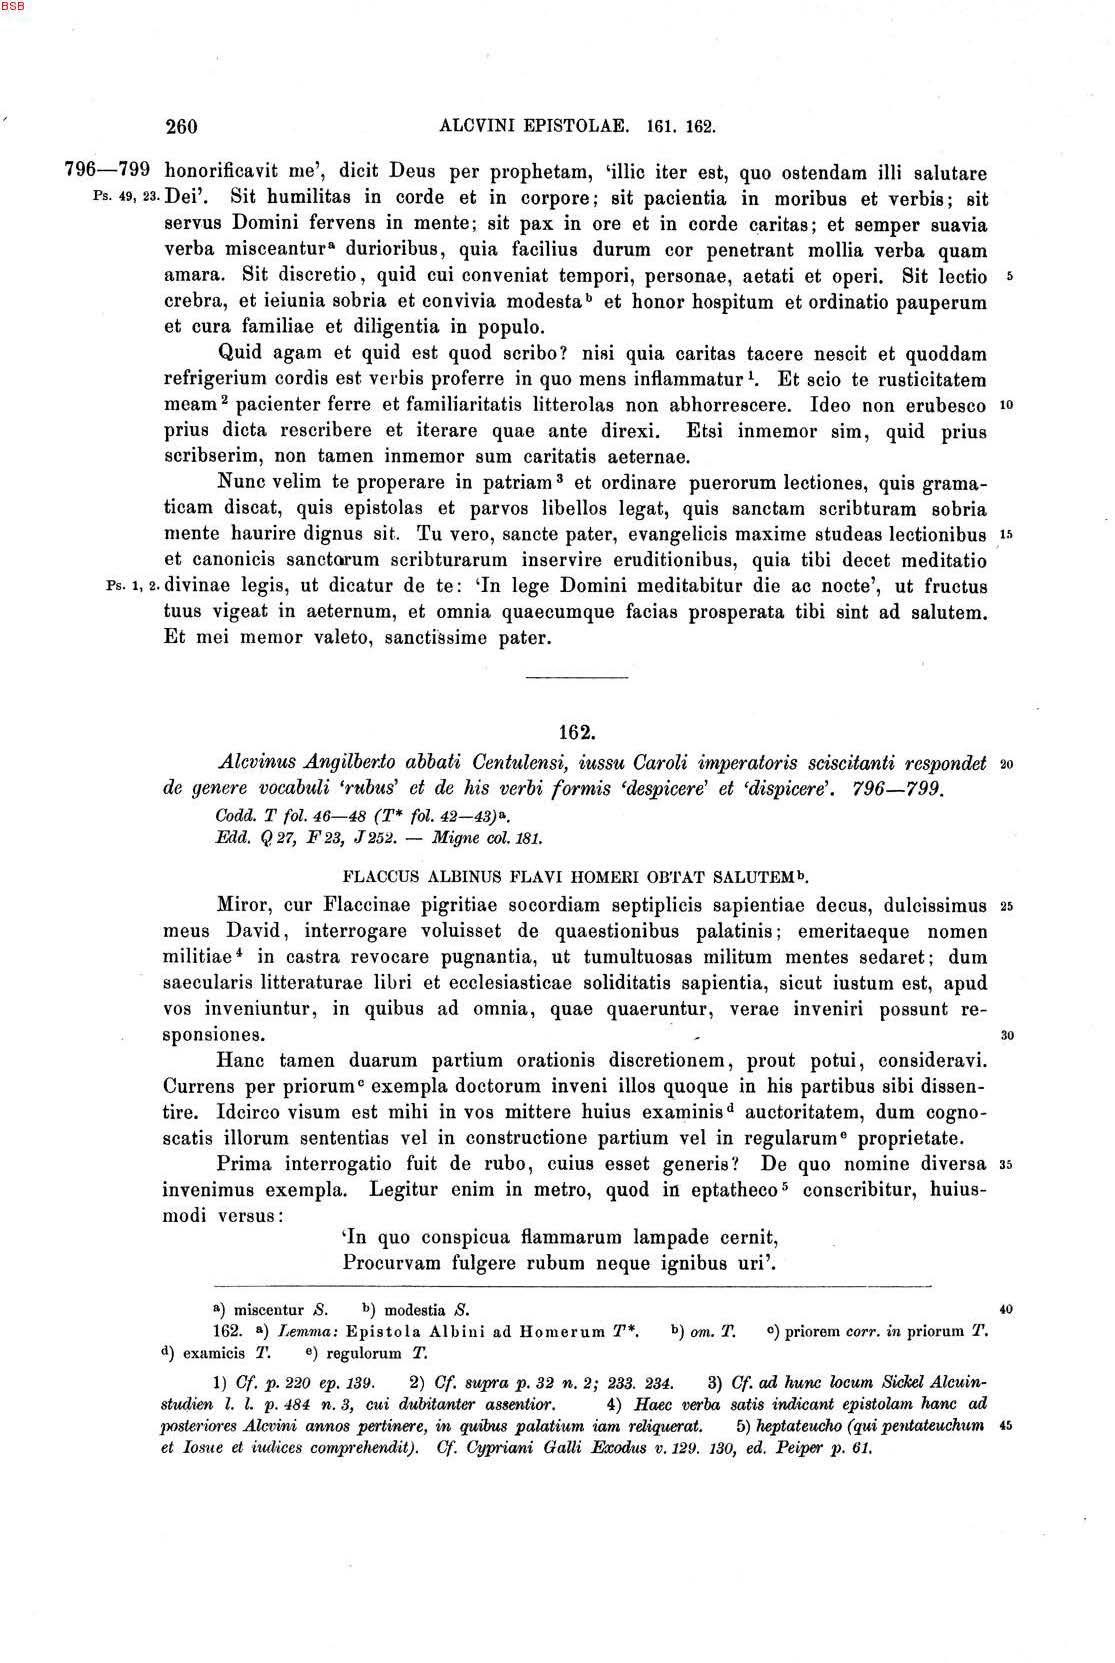 BSB
260 ALCVINI EPISTOLAE. 161. 162.
796—799 honorificavit me’, dicit Deus per prophetam, ‘illic iter est, quo ostendam illi salutare
Ps. 49, 23. Dei’. Sit humilitas in corde et in corpore; sit pacientia in moribus et verbis; sit
servus Domini fervens in mente; sit pax in ore et in corde caritas; et semper suavia
verba misceanturᵃ durioribus, quia facilius durum cor penetrant mollia verba quam
amara. Sit discretio, quid cui conveniat tempori, personae, aetati et operi. Sit lectio 5
crebra, et ieiunia sobria et convivia modestaᵇ et honor hospitum et ordinatio pauperum
et cura familiae et diligentia in populo.
Quid agam et quid est quod scribo? nisi quia caritas tacere nescit et quoddam
refrigerium cordis est verbis proferre in quo mens inflammatur¹. Et scio te rusticitatem
meam² pacienter ferre et familiaritatis litterolas non abhorrescere. Ideo non erubesco 10
prius dicta rescribere et iterare quae ante direxi. Etsi inmemor sim, quid prius
scribserim, non tamen inmemor sum caritatis aeternae.
Nunc velim te properare in patriam³ et ordinare puerorum lectiones, quis grama-
ticam discat, quis epistolas et parvos libellos legat, quis sanctam scribturam sobria
mente haurire dignus sit. Tu vero, sancte pater, evangelicis maxime studeas lectionibus 15
et canonicis sanctarum scribturarum inservire eruditionibus, quia tibi decet meditatio
Ps. 1, 2. divinae legis, ut dicatur de te: ‘In lege Domini meditabitur die ac nocte’, ut fructus
tuus vigeat in aeternum, et omnia quaecumque facias prosperata tibi sint ad salutem.
Et mei memor valeto, sanctissime pater.
162.
Alcvinus Angilberto abbati Centulensi, iussu Caroli imperatoris sciscitanti respondet 20
de genere vocabuli ‘rubus’ et de his verbi formis ‘despicere’ et ‘dispicere’. 796—799.
Codd. T fol. 46—48 (T* fol. 42—43)ᵃ.
Edd. Q 27, F 23, J 252. — Migne col. 181.
FLACCUS ALBINUS FLAVI HOMERI OBTAT SALUTEMᵇ.
Miror, cur Flaccinae pigritiae socordiam septiplicis sapientiae decus, dulcissimus 25
meus David, interrogare voluisset de quaestionibus palatinis; emeritaeque nomen
militiae⁴ in castra revocare pugnantia, ut tumultuosas militum mentes sedaret; dum
saecularis litteraturae libri et ecclesiasticae soliditatis sapientia, sicut iustum est, apud
vos inveniuntur, in quibus ad omnia, quae quaeruntur, verae inveniri possunt re-
sponsiones. 30
Hanc tamen duarum partium orationis discretionem, prout potui, consideravi.
Currens per priorumᶜ exempla doctorum inveni illos quoque in his partibus sibi dissen-
tire. Idcirco visum est mihi in vos mittere huius examinisᵈ auctoritatem, dum cogno-
scatis illorum sententias vel in constructione partium vel in regularumᵉ proprietate.
Prima interrogatio fuit de rubo, cuius esset generis? De quo nomine diversa 35
invenimus exempla. Legitur enim in metro, quod in eptatheco⁵ conscribitur, huius-
modi versus:
‘In quo conspicua flammarum lampade cernit,
Procurvam fulgere rubum neque ignibus uri’.
a) miscentur S. b) modestia S. 40
162. a) Lemma: Epistola Albini ad Homerum T*. b) om. T. c) priorem corr. in priorum T.
d) examicis T. e) regulorum T.
1) Cf. p. 220 ep. 139. 2) Cf. supra p. 32 n. 2; 233. 234. 3) Cf. ad hunc locum Sickel Alcuin-
studien l. l. p. 484 n. 3, cui dubitanter assentior. 4) Haec verba satis indicant epistolam hanc ad
posteriores Alcvini annos pertinere, in quibus palatium iam reliquerat. 5) heptateucho (qui pentateuchum 45
et Iosue et iudices comprehendit). Cf. Cypriani Galli Exodus v. 129. 130, ed. Peiper p. 61.